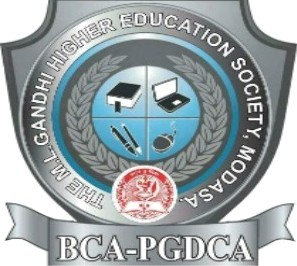 THE M.L. GANDHI HIGHER EDUCATION SOCIETY, MODASA.
BCA-PGDCA